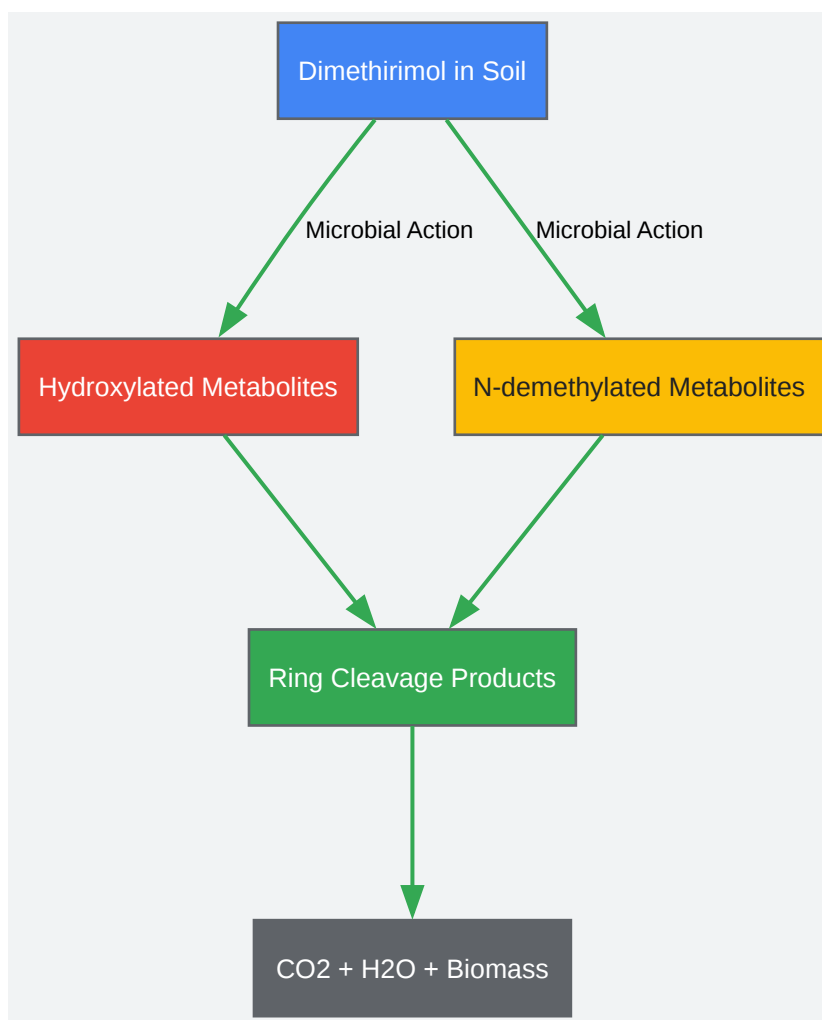 Dimethirimol in Soil
Microbial Action
Microbial Action
Hydroxylated Metabolites
N-demethylated Metabolites
Ring Cleavage Products
CO2 + H2O + Biomass